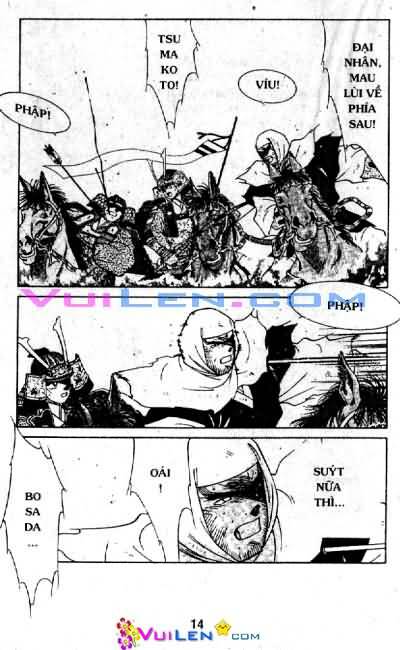 ĐẠI
NHÂN,
MAU
LÙI VỀ
PHÍA
SAU!
VÍU!
TSU
MA
KO
TO!
PHẬP!
VUILEN.COM
PHẬP!
SUÝT
NỮA
THÌ...
OÁI
!
BO
SA
DA
...
14
VUILEN.COM